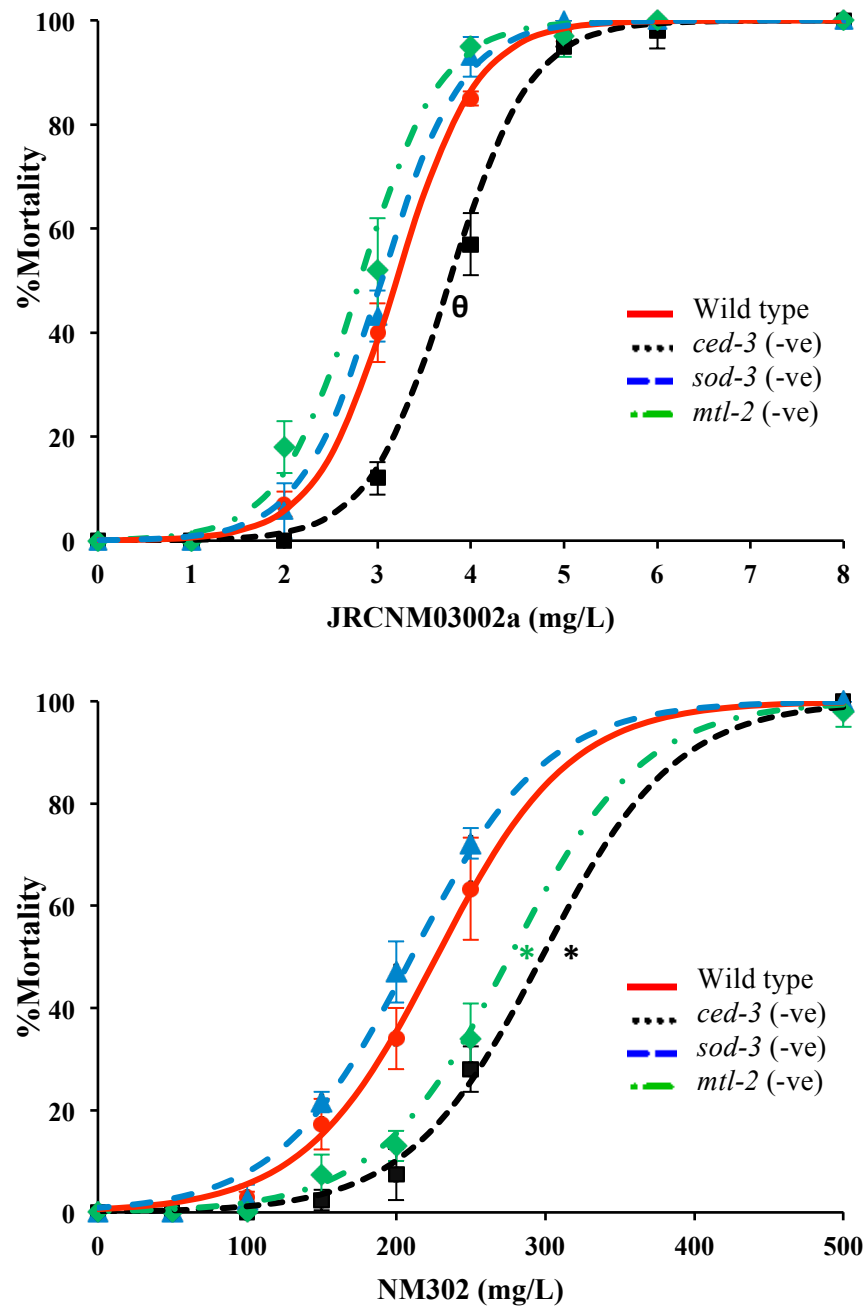 100
80
60
40
20
0
%Mortality
θ
Wild type
ced-3 (-ve)
sod-3 (-ve)
mtl-2 (-ve)
0 1 2 3 4 5 6 7 8
JRCNM03002a (mg/L)
100
80
60
40
20
0
%Mortality
* *
Wild type
ced-3 (-ve)
sod-3 (-ve)
mtl-2 (-ve)
0 100 200 300 400 500
NM302 (mg/L)